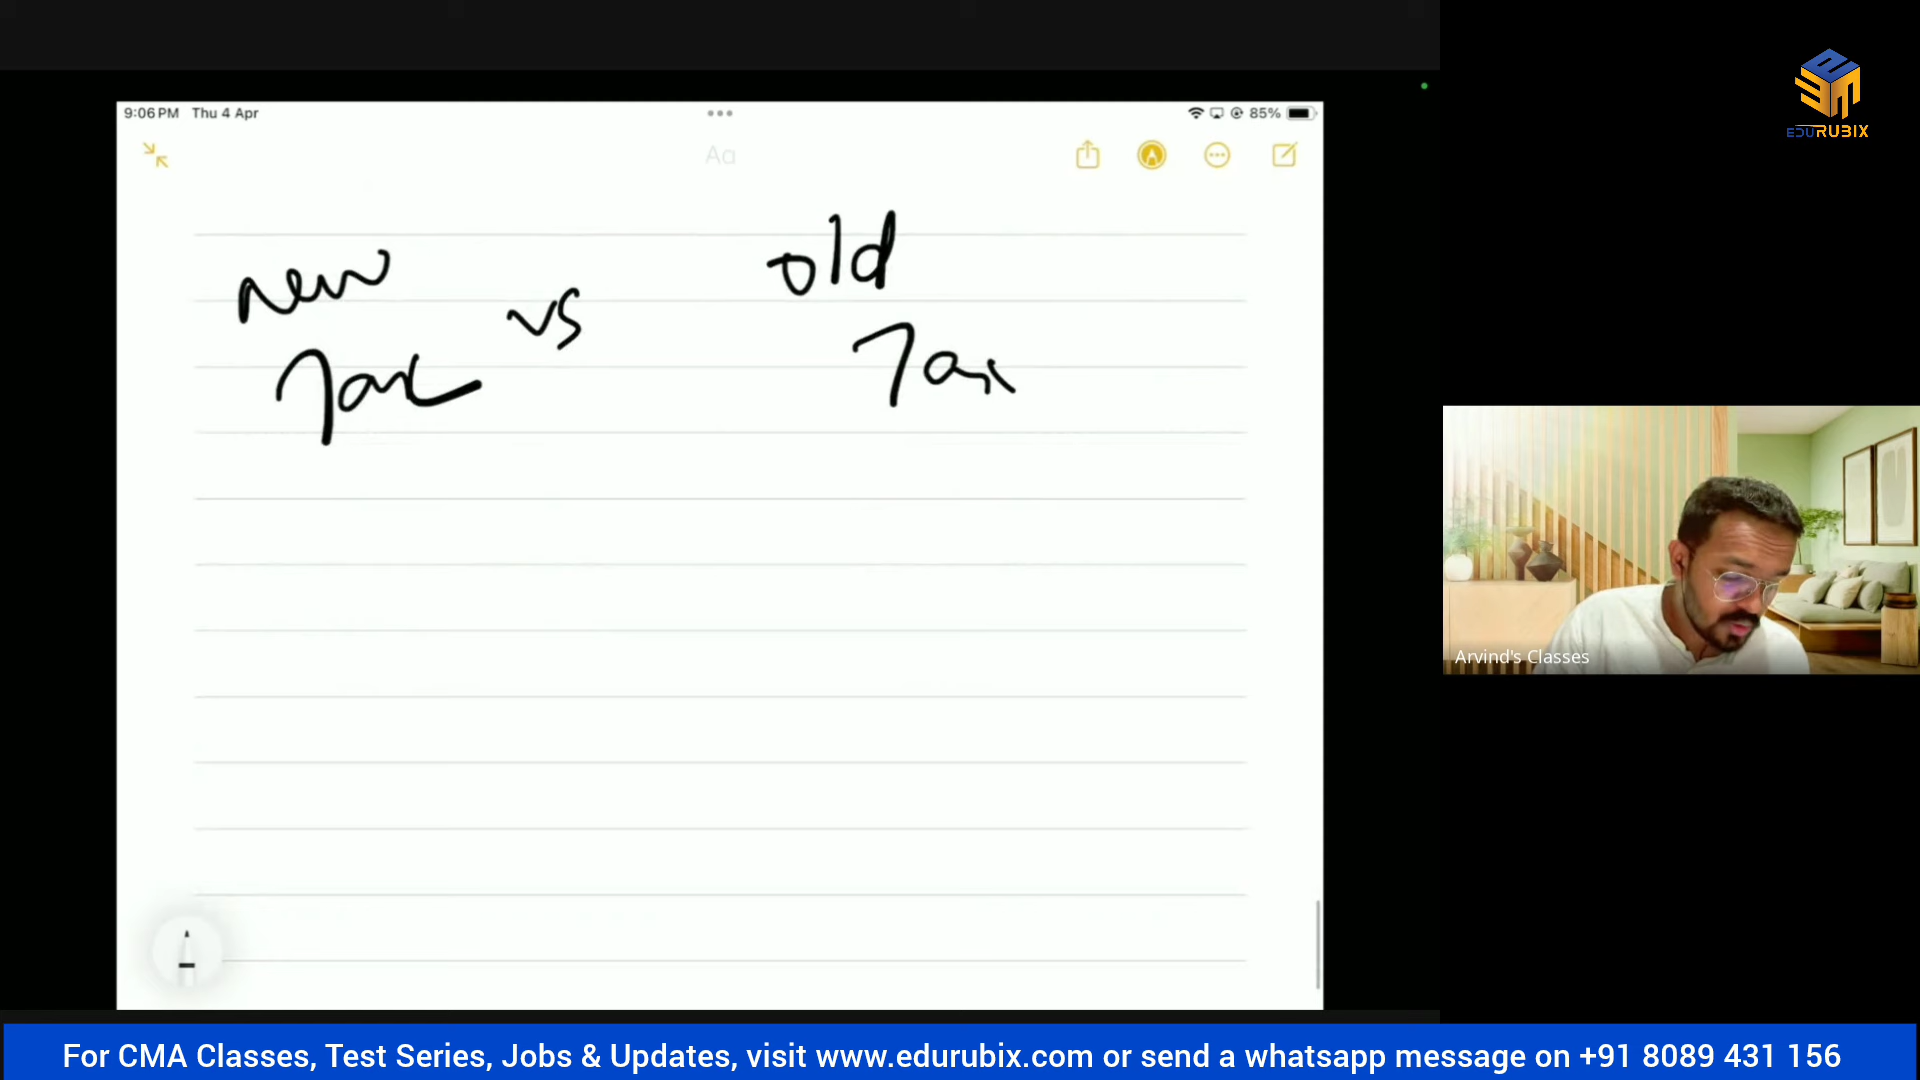 9:06 PM Thu 4 Apr
85%
Aa
new vs old
Tax Tax
EDURUBIX
Arvind's Classes
For CMA Classes, Test Series, Jobs & Updates, visit www.edurubix.com or send a whatsapp message on +91 8089 431 156